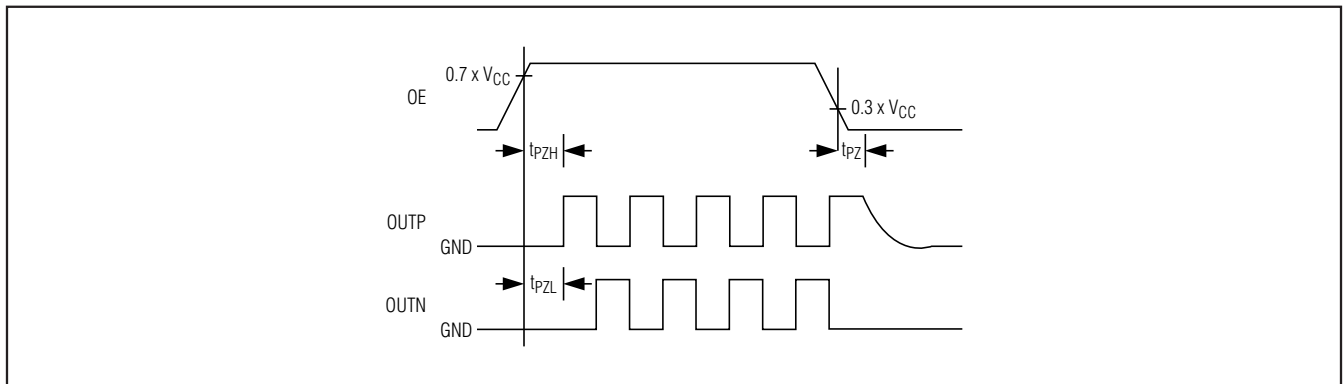 0.7 x VCC
OE
0.3 x VCC
tPZH
tPZ
OUTP
GND
tPZL
OUTN
GND